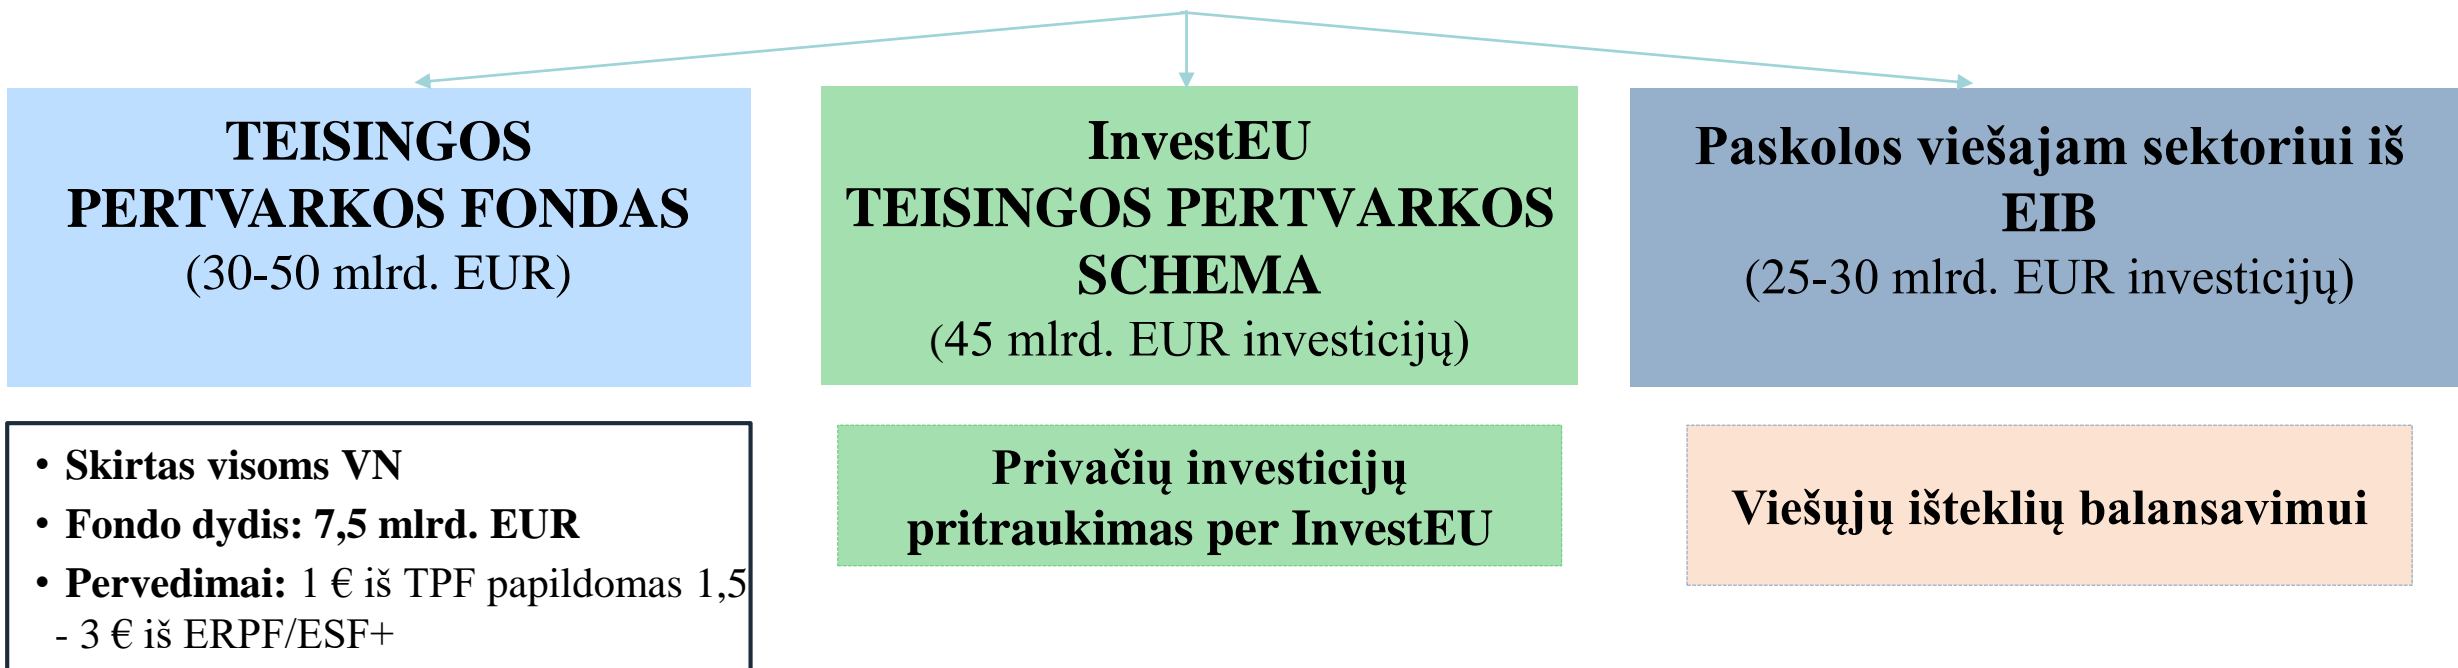 TEISINGOS
PERTVARKOS FONDAS
(30-50 mlrd. EUR)
InvestEU
TEISINGOS PERTVARKOS
SCHEMA
(45 mlrd. EUR investicijų)
Paskolos viešajam sektoriui iš
EIB
(25-30 mlrd. EUR investicijų)
• Skirtas visoms VN
• Fondo dydis: 7,5 mlrd. EUR
• Pervedimai: 1 € iš TPF papildomas 1,5
- 3 € iš ERPF/ESF+
Privačių investicijų
pritraukimas per InvestEU
Viešųjų išteklių balansavimui